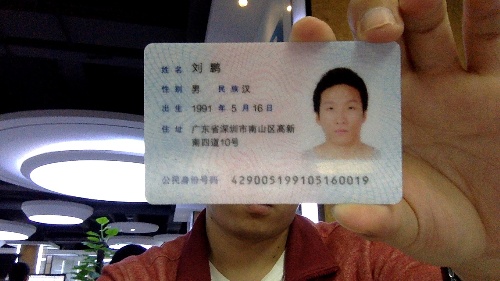 姓名 刘鹏
性别 男 民族 汉
出生 1991 年 5 月 16 日
住址 广东省深圳市南山区高新
南四道10号
公民身份号码 429005199105160019